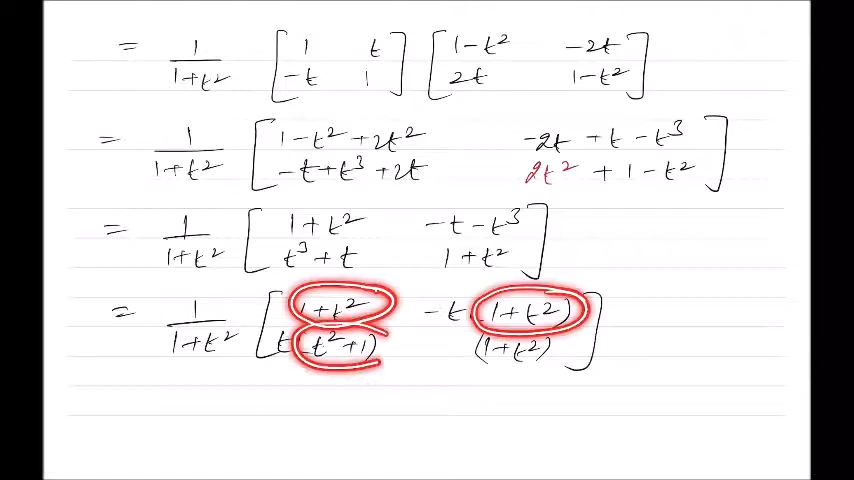 = 1/(1+t²) [1 t; -t 1] [1-t² -2t; 2t 1-t²]
= 1/(1+t²) [1-t²+2t² -2t+t-t³; -t+t³+2t 2t²+1-t²]
= 1/(1+t²) [1+t² -t-t³; t³+t 1+t²]
= 1/(1+t²) [1+t² -t(1+t²); t(t²+1) (1+t²)]